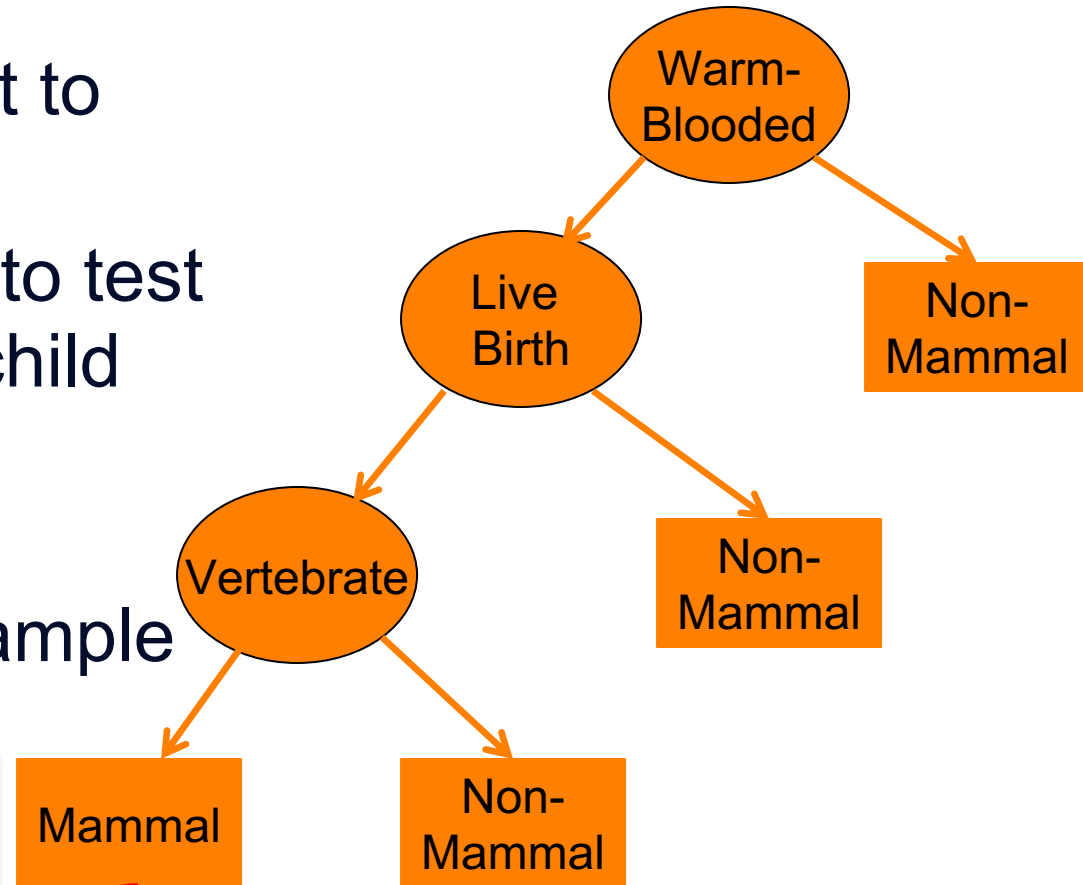 t to
to test
child
ample
Warm-
Blooded
Live
Birth
Non-
Mammal
Vertebrate
Non-
Mammal
Mammal
Non-
Mammal